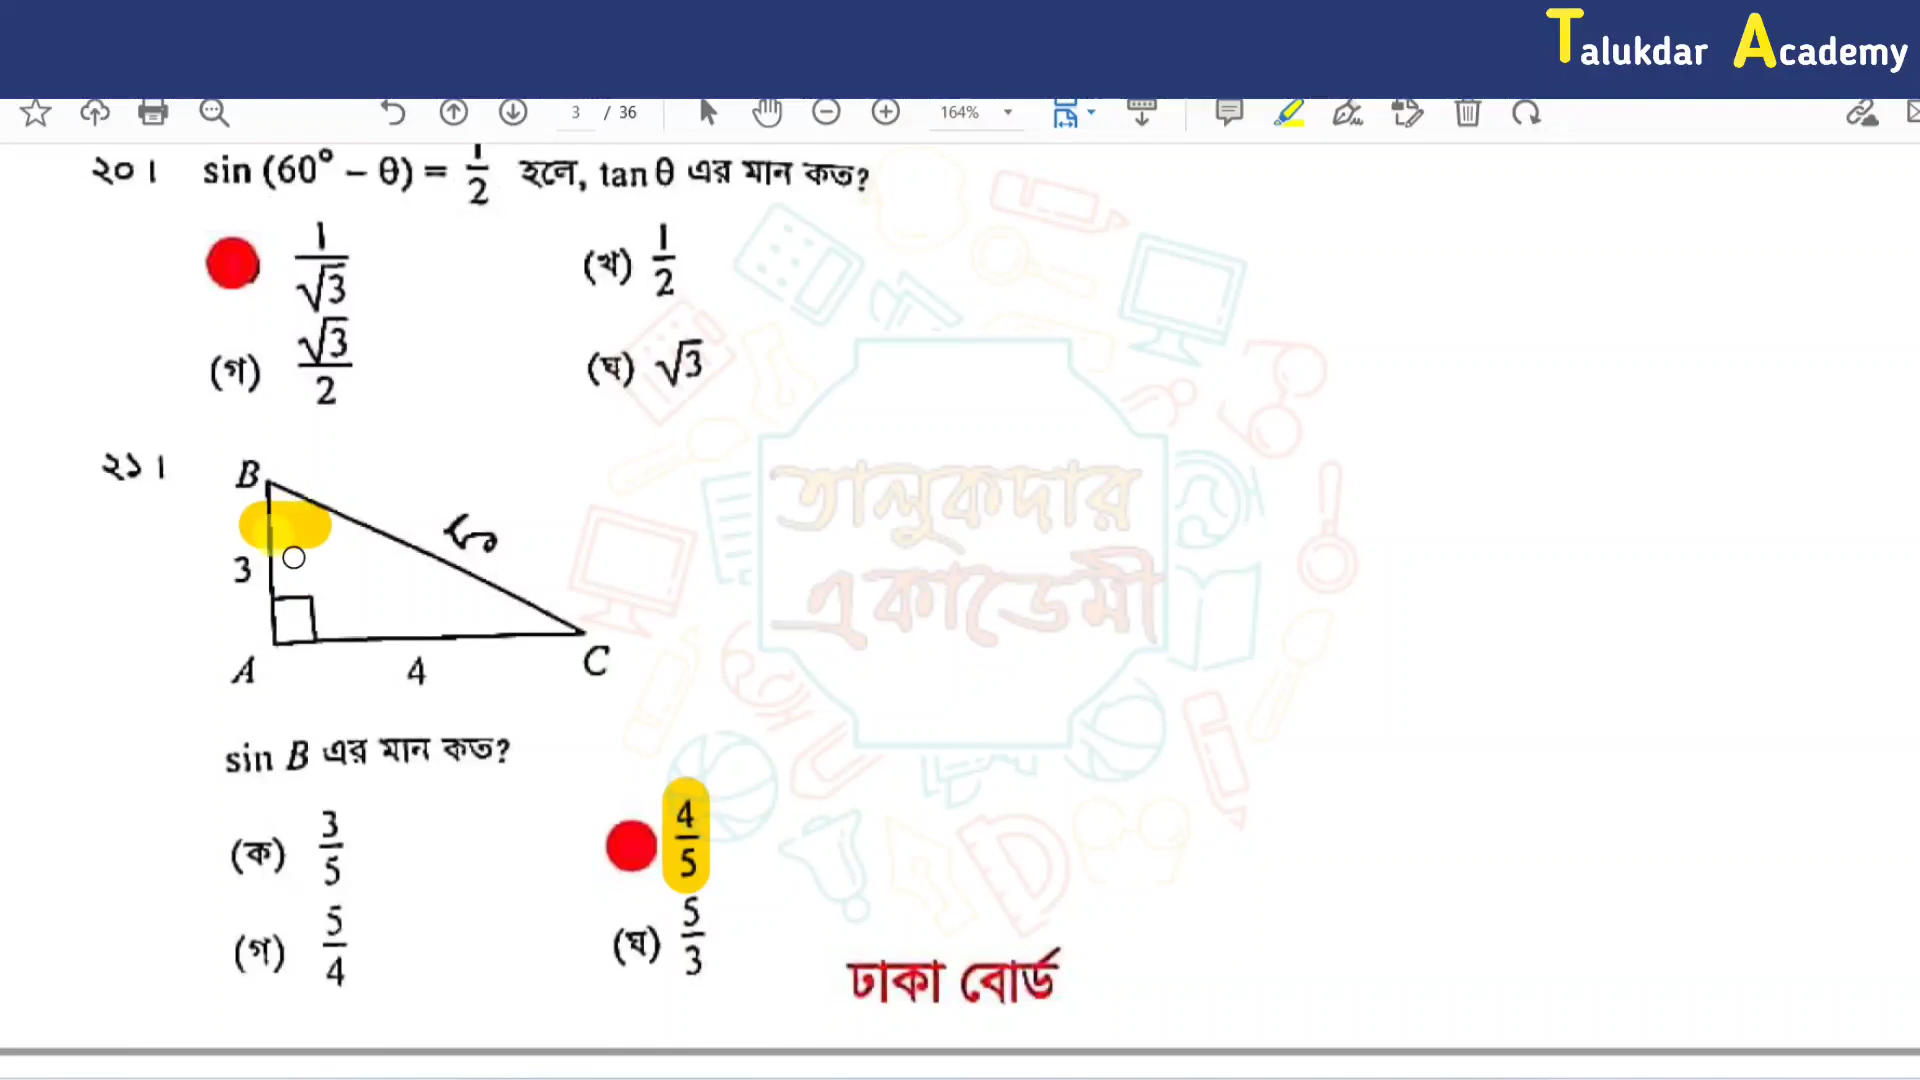 Talukdar Academy
3 / 36
164%
২০। sin (60° − θ) = 1/2 হলে, tan θ এর মান কত?
1/√3
(খ) 1/2
(গ) √3/2
(ঘ) √3
২১।
B
5
3
A
4
C
তালুকদার
একাডেমী
sin B এর মান কত?
(ক) 3/5
4/5
(গ) 5/4
(ঘ) 5/3
ঢাকা বোর্ড